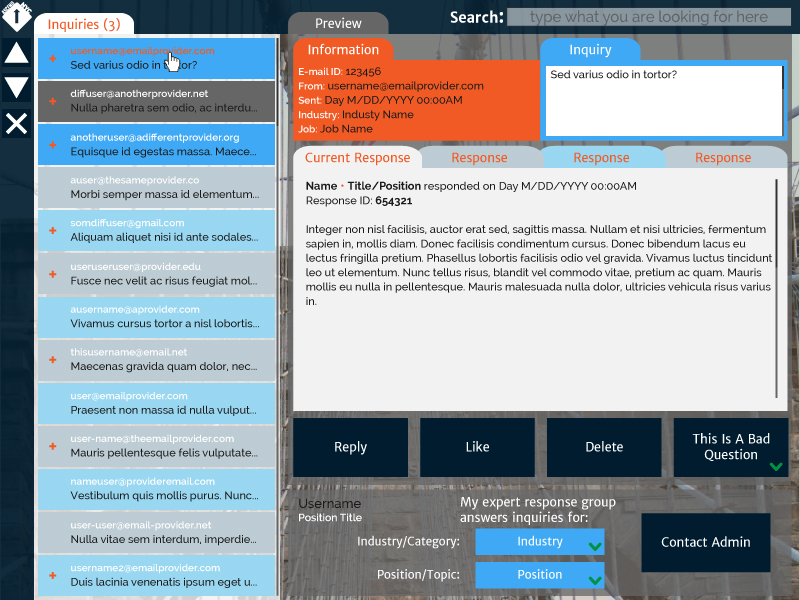 Inquiries (3)
username@emailprovider.com
Sed varius odio in tortor?
diffuser@anotherprovider.net
Nulla pharetra sem odio, ac interdu...
anotheruser@adifferentprovider.org
Equisque id egestas massa. Maece...
auser@thesameprovider.co
Morbi semper massa id elementum...
somdiffuser@gmail.com
Aliquam aliquet nisi id ante sodales...
useruseruser@provider.edu
Fusce nec velit ac risus feugiat mol...
ausername@aprovider.com
Vivamus cursus tortor a nisl lobortis...
thisusername@email.net
Maecenas gravida quam dolor, nec...
user@emailprovider.com
Praesent non massa id nulla vulput...
user-name@theemailprovider.com
Mauris pellentesque felis vulputate...
nameuser@provideremail.com
Vestibulum quis mollis purus. Nunc...
user-user@email-provider.net
Nulla vitae sem interdum, imperdie...
username2@emailprovider.com
Duis lacinia venenatis ipsum eget u...
Preview
Search: type what you are looking for here
Information
E-mail ID: 123456
From: username@emailprovider.com
Sent: Day M/DD/YYYY 00:00AM
Industry: Industy Name
Job: Job Name
Inquiry
Sed varius odio in tortor?
Current Response Response Response Response
Name • Title/Position responded on Day M/DD/YYYY 00:00AM
Response ID: 654321
Integer non nisl facilisis, auctor erat sed, sagittis massa. Nullam et nisi ultricies, fermentum
sapien in, mollis diam. Donec facilisis condimentum cursus. Donec bibendum lacus eu
lectus fringilla pretium. Phasellus lobortis facilisis odio vel gravida. Vivamus luctus tincidunt
leo ut elementum. Nunc tellus risus, blandit vel commodo vitae, pretium ac quam. Mauris
mollis eu nulla in pellentesque. Mauris malesuada nulla dolor, ultricies vehicula risus varius
in.
Reply Like Delete This Is A Bad
Question
Username
Position Title
My expert response group
answers inquiries for:
Industry/Category: Industry
Position/Topic: Position
Contact Admin